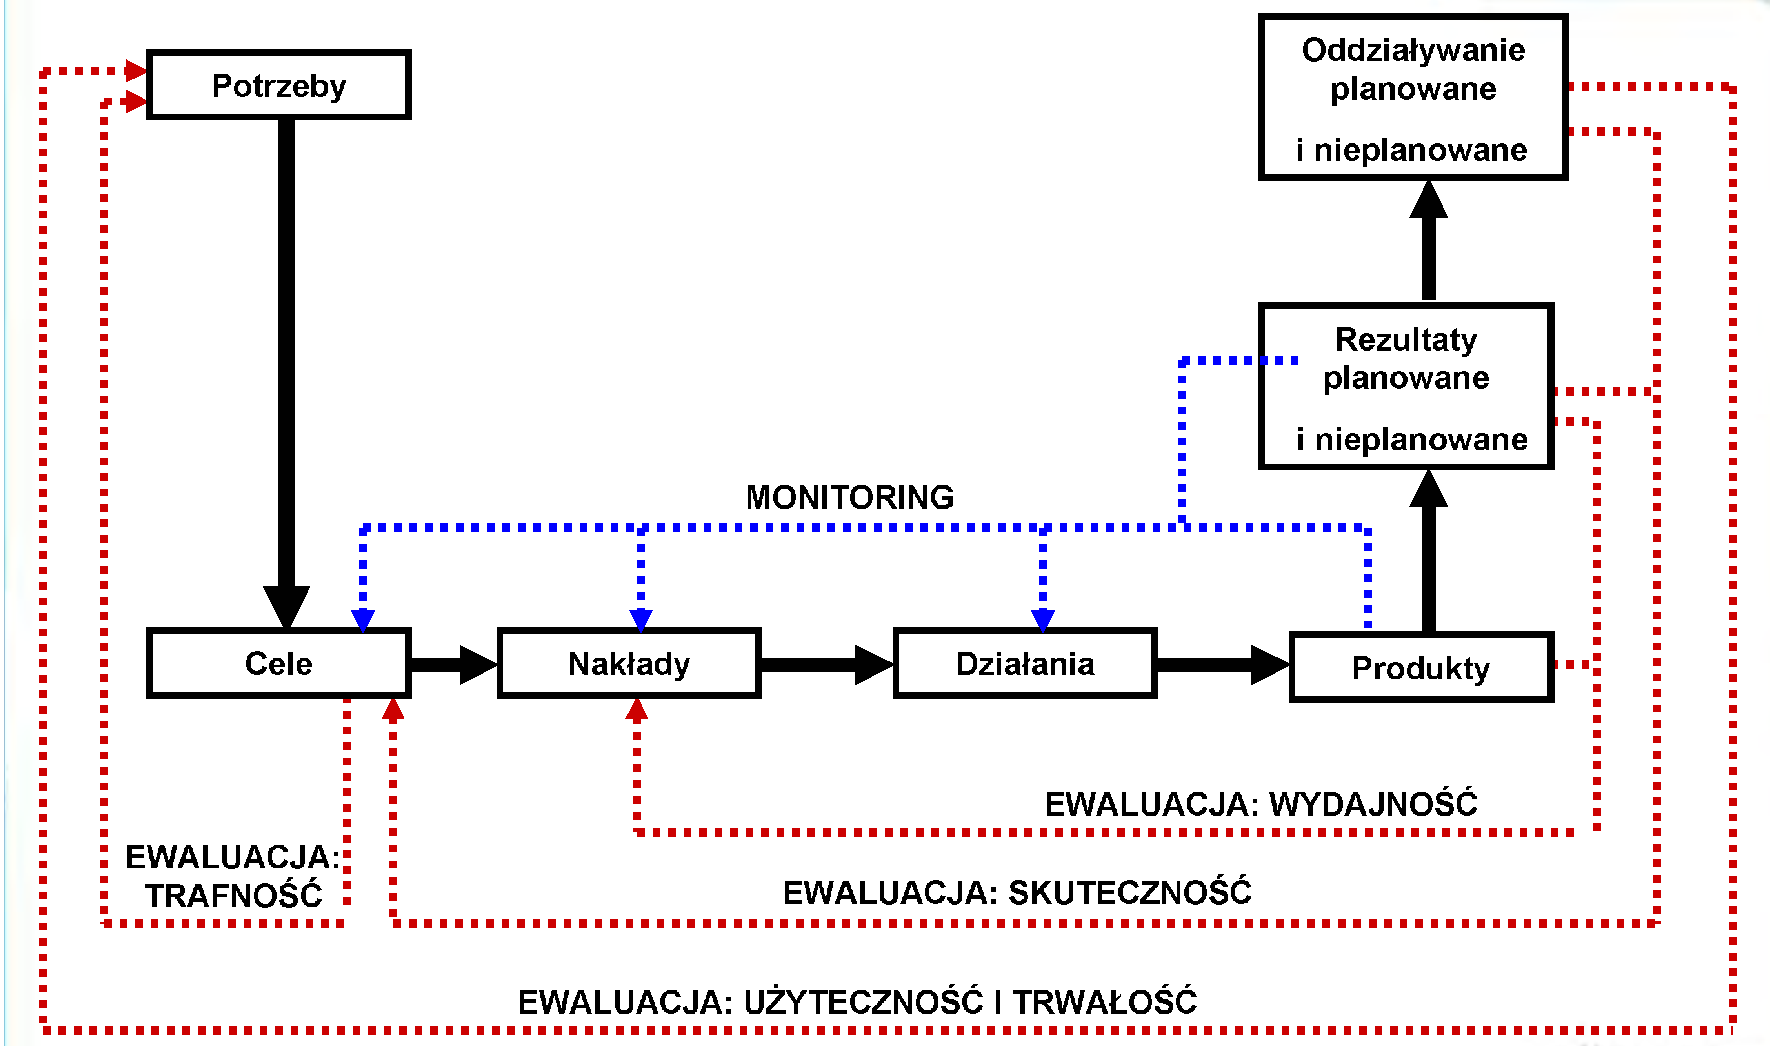 Potrzeby
Oddziaływanie
planowane
i nieplanowane
Rezultaty
planowane
i nieplanowane
MONITORING
Cele
Nakłady
Działania
Produkty
EWALUACJA: WYDAJNOŚĆ
EWALUACJA:
TRAFNOŚĆ
EWALUACJA: SKUTECZNOŚĆ
EWALUACJA: UŻYTECZNOŚĆ I TRWAŁOŚĆ